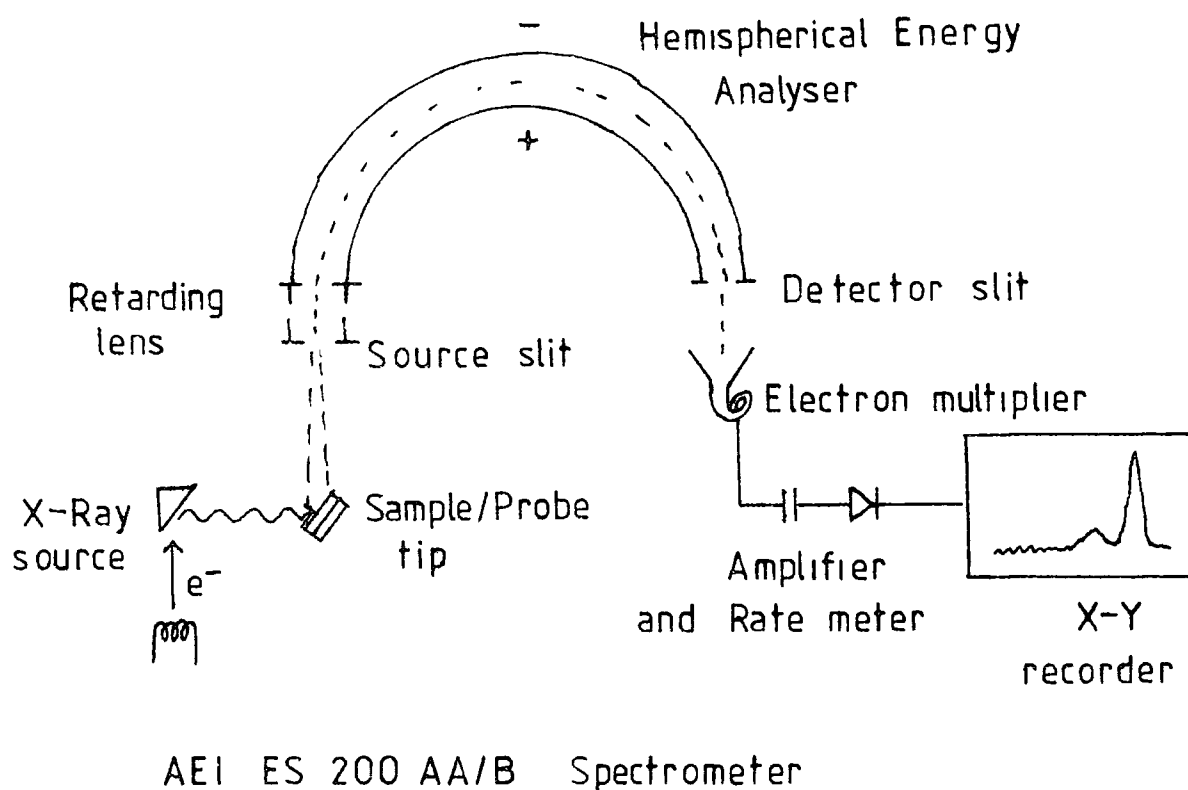 −
Hemispherical Energy
Analyser
+
Retarding
lens
Source slit
Detector slit
Electron multiplier
X-Ray
source
e⁻
Sample/Probe
tip
Amplifier
and Rate meter
X-Y
recorder
AEI ES 200 AA/B Spectrometer